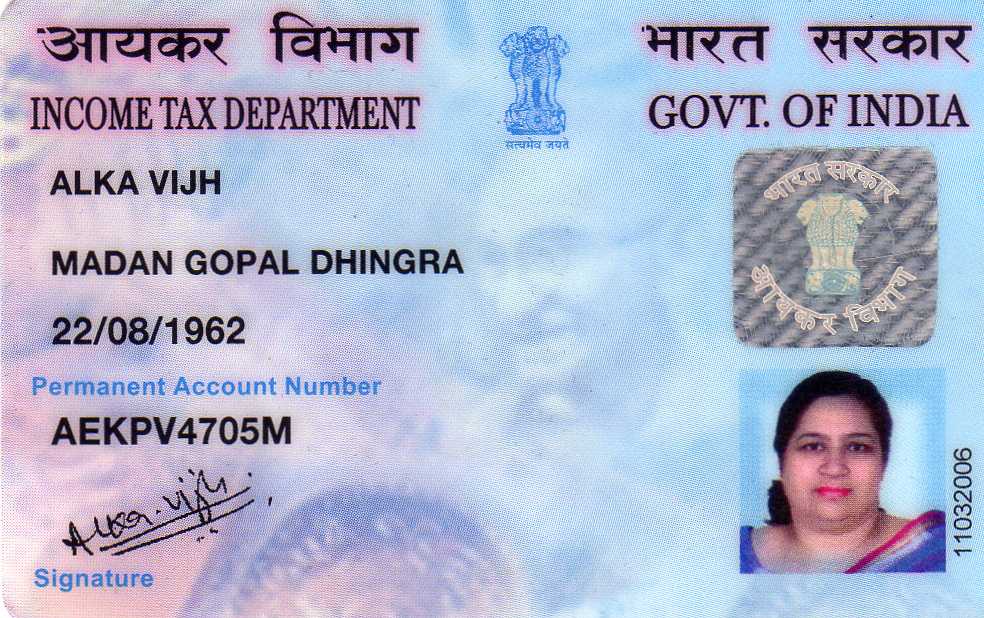 आयकर विभाग
भारत सरकार
INCOME TAX DEPARTMENT
GOVT. OF INDIA
सत्यमेव जयते
ALKA VIJH
MADAN GOPAL DHINGRA
22/08/1962
Permanent Account Number
AEKPV4705M
Alka Vijh
Signature
भारत सरकार
आयकर विभाग
11032006